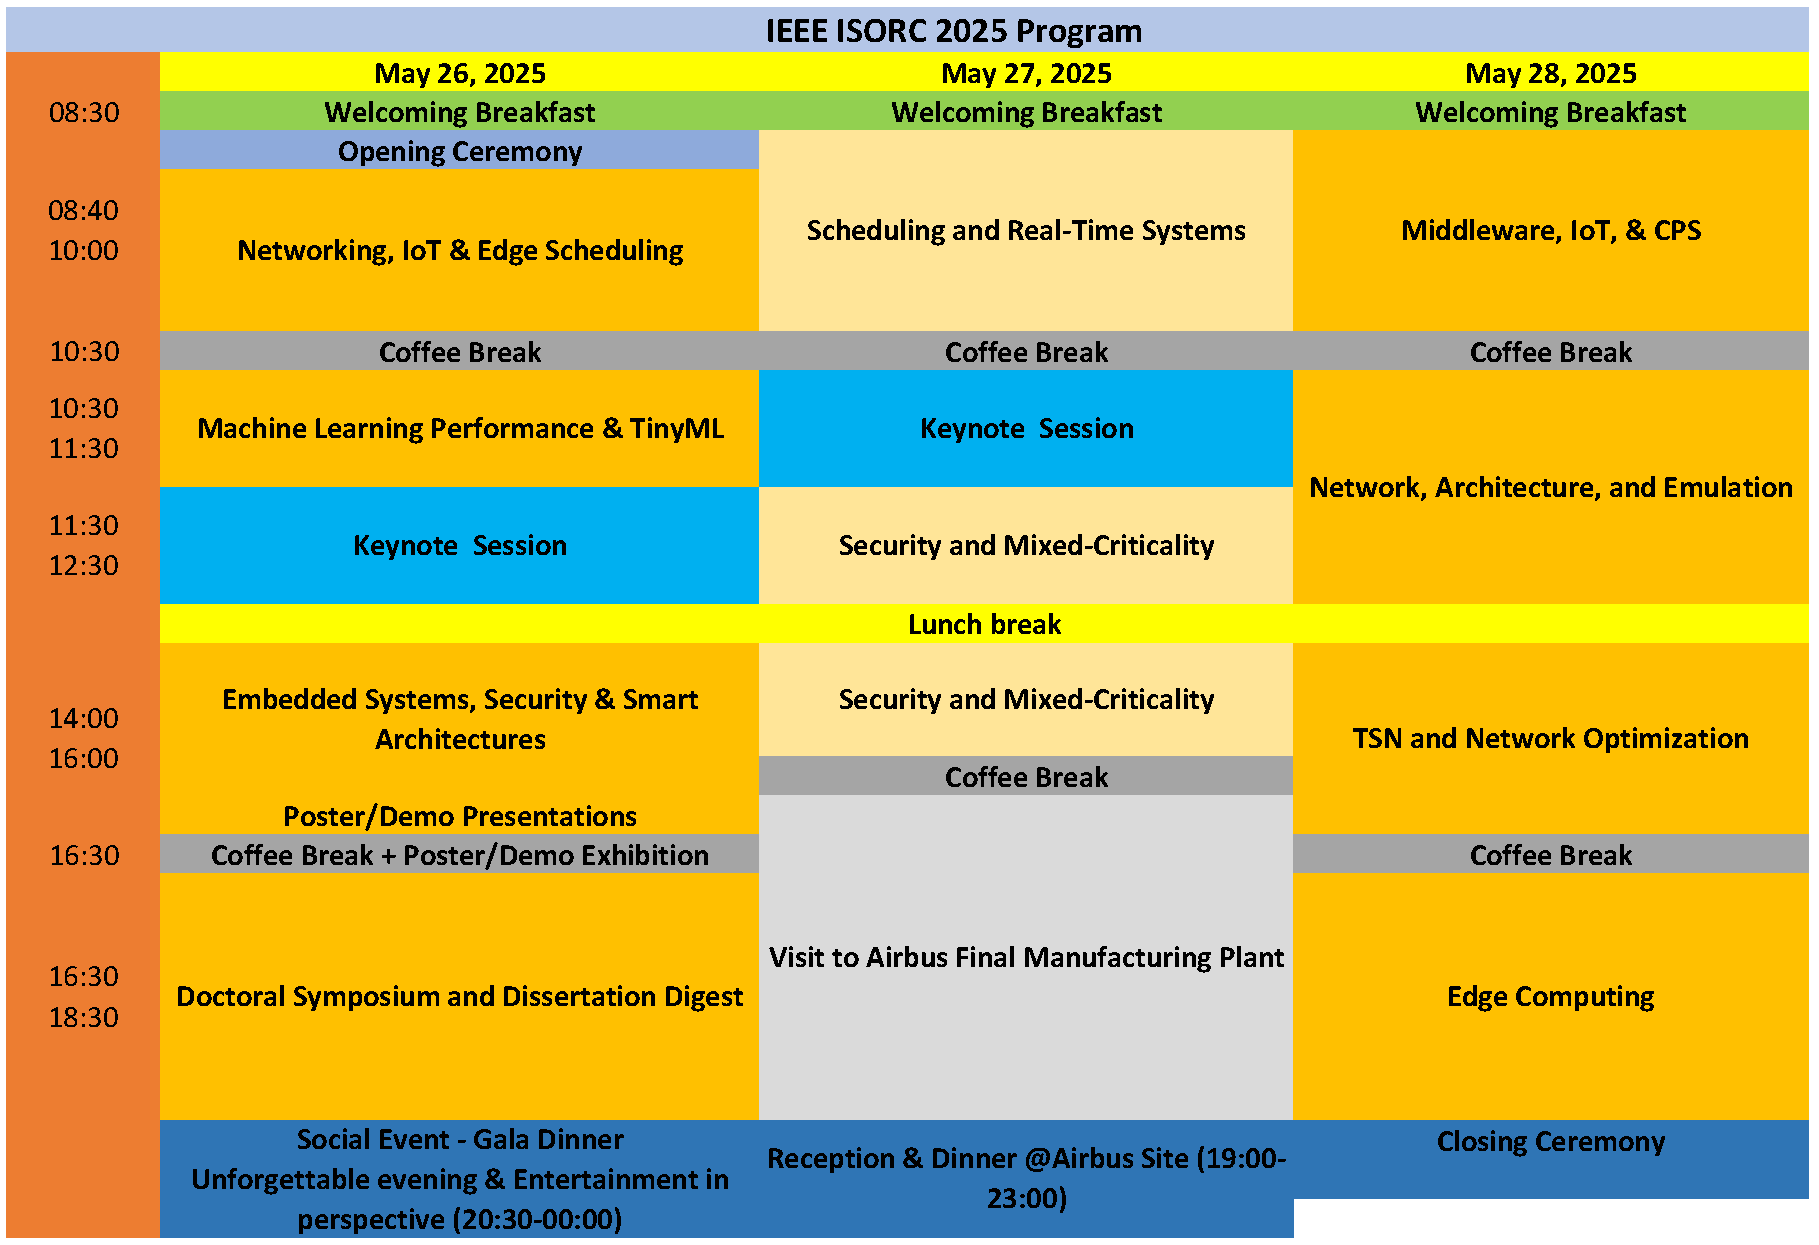 IEEE ISORC 2025 Program
May 26, 2025
May 27, 2025
May 28, 2025
08:30
Welcoming Breakfast
Welcoming Breakfast
Welcoming Breakfast
Opening Ceremony
08:40
10:00
Networking, IoT & Edge Scheduling
Scheduling and Real-Time Systems
Middleware, IoT, & CPS
10:30
Coffee Break
Coffee Break
Coffee Break
10:30
11:30
Machine Learning Performance & TinyML
Keynote  Session
Network, Architecture, and Emulation
11:30
12:30
Keynote  Session
Security and Mixed-Criticality
Lunch break
14:00
16:00
Embedded Systems, Security & Smart
Architectures
Poster/Demo Presentations
Security and Mixed-Criticality
Coffee Break
TSN and Network Optimization
16:30
Coffee Break + Poster/Demo Exhibition
Coffee Break
16:30
18:30
Doctoral Symposium and Dissertation Digest
Visit to Airbus Final Manufacturing Plant
Edge Computing
Social Event - Gala Dinner
Unforgettable evening & Entertainment in
perspective (20:30-00:00)
Reception & Dinner @Airbus Site (19:00-
23:00)
Closing Ceremony